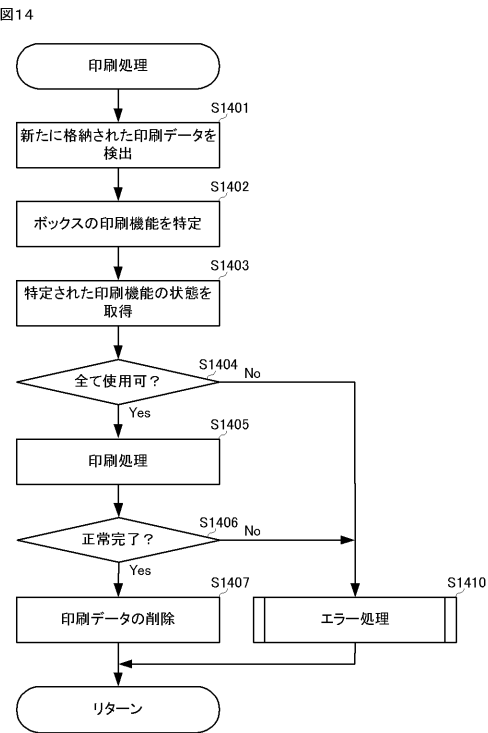 図14
印刷処理
S1401
新たに格納された印刷データを
検出
S1402
ボックスの印刷機能を特定
S1403
特定された印刷機能の状態を
取得
S1404
全て使用可?
No
Yes
S1405
印刷処理
S1406
正常完了?
No
Yes
S1407
印刷データの削除
S1410
エラー処理
リターン